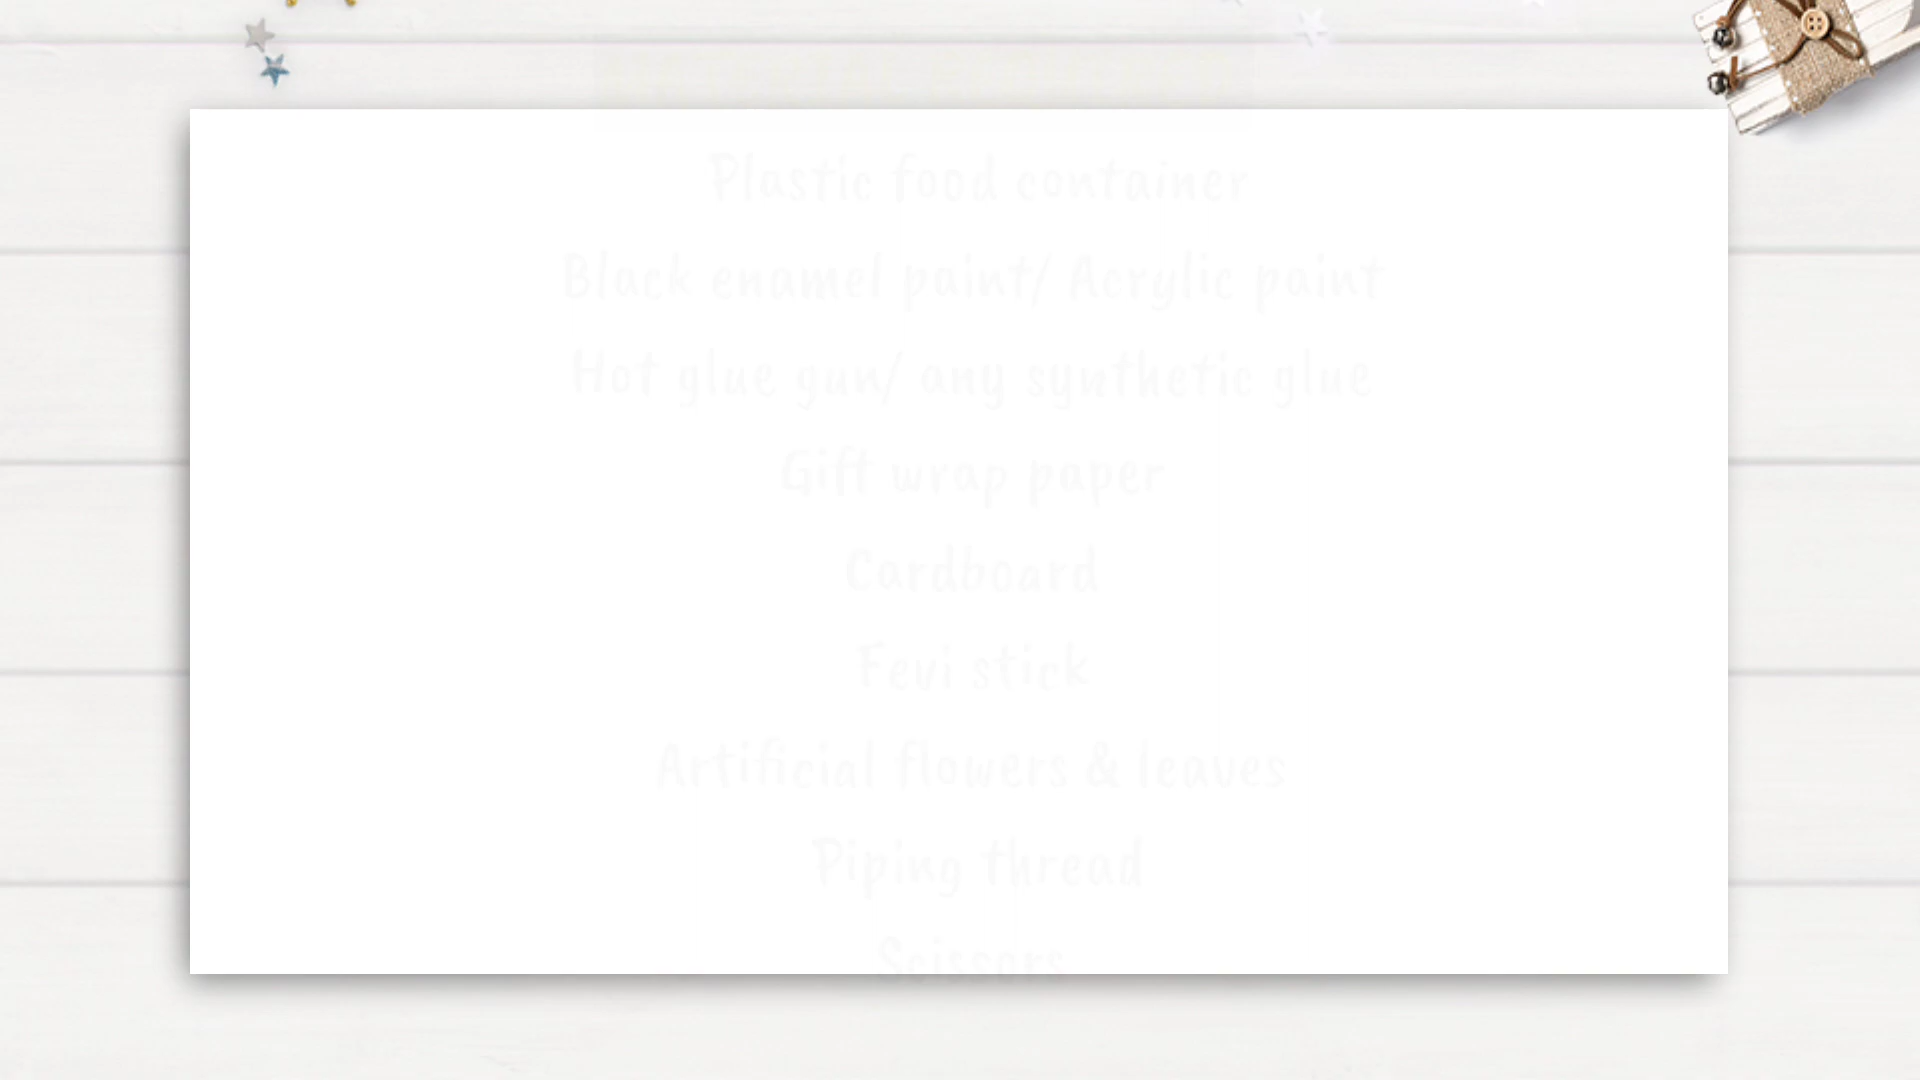 Plastic food container
Black enamel paint/ Acrylic paint
Hot glue gun/ any synthetic glue
Gift wrap paper
Cardboard
Fevi stick
Artificial flowers & leaves
Piping thread
Scissors